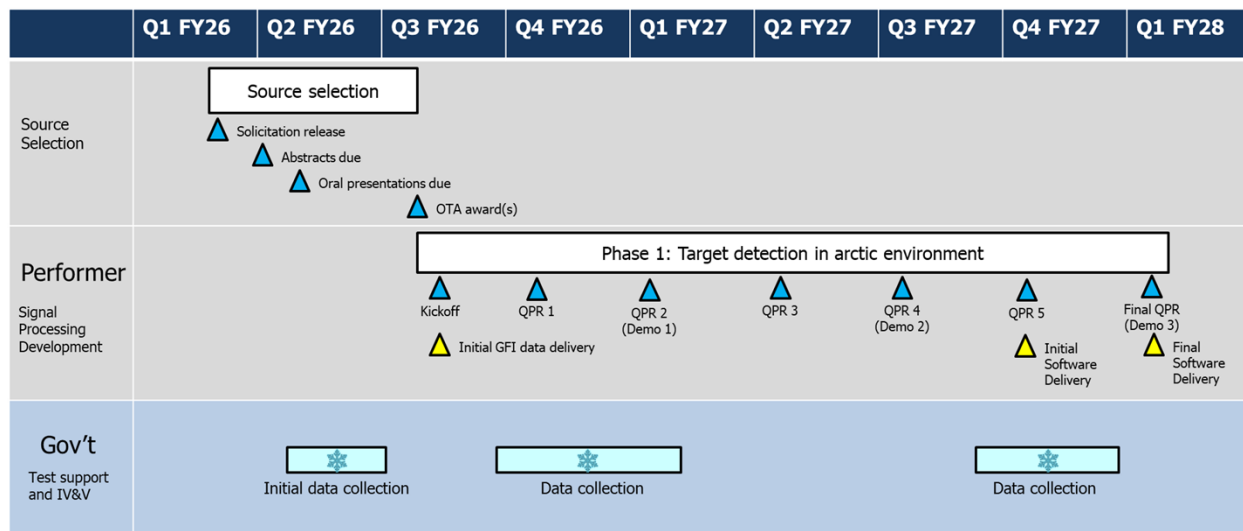 Q1 FY26 Q2 FY26 Q3 FY26 Q4 FY26 Q1 FY27 Q2 FY27 Q3 FY27 Q4 FY27 Q1 FY28
Source
Selection
Source selection
Solicitation release
Abstracts due
Oral presentations due
OTA award(s)
Performer
Signal
Processing
Development
Phase 1: Target detection in arctic environment
Kickoff
QPR 1
QPR 2
(Demo 1)
QPR 3
QPR 4
(Demo 2)
QPR 5
Final QPR
(Demo 3)
Initial GFI data delivery
Initial
Software
Delivery
Final
Software
Delivery
Gov't
Test support
and IV&V
Initial data collection
Data collection
Data collection